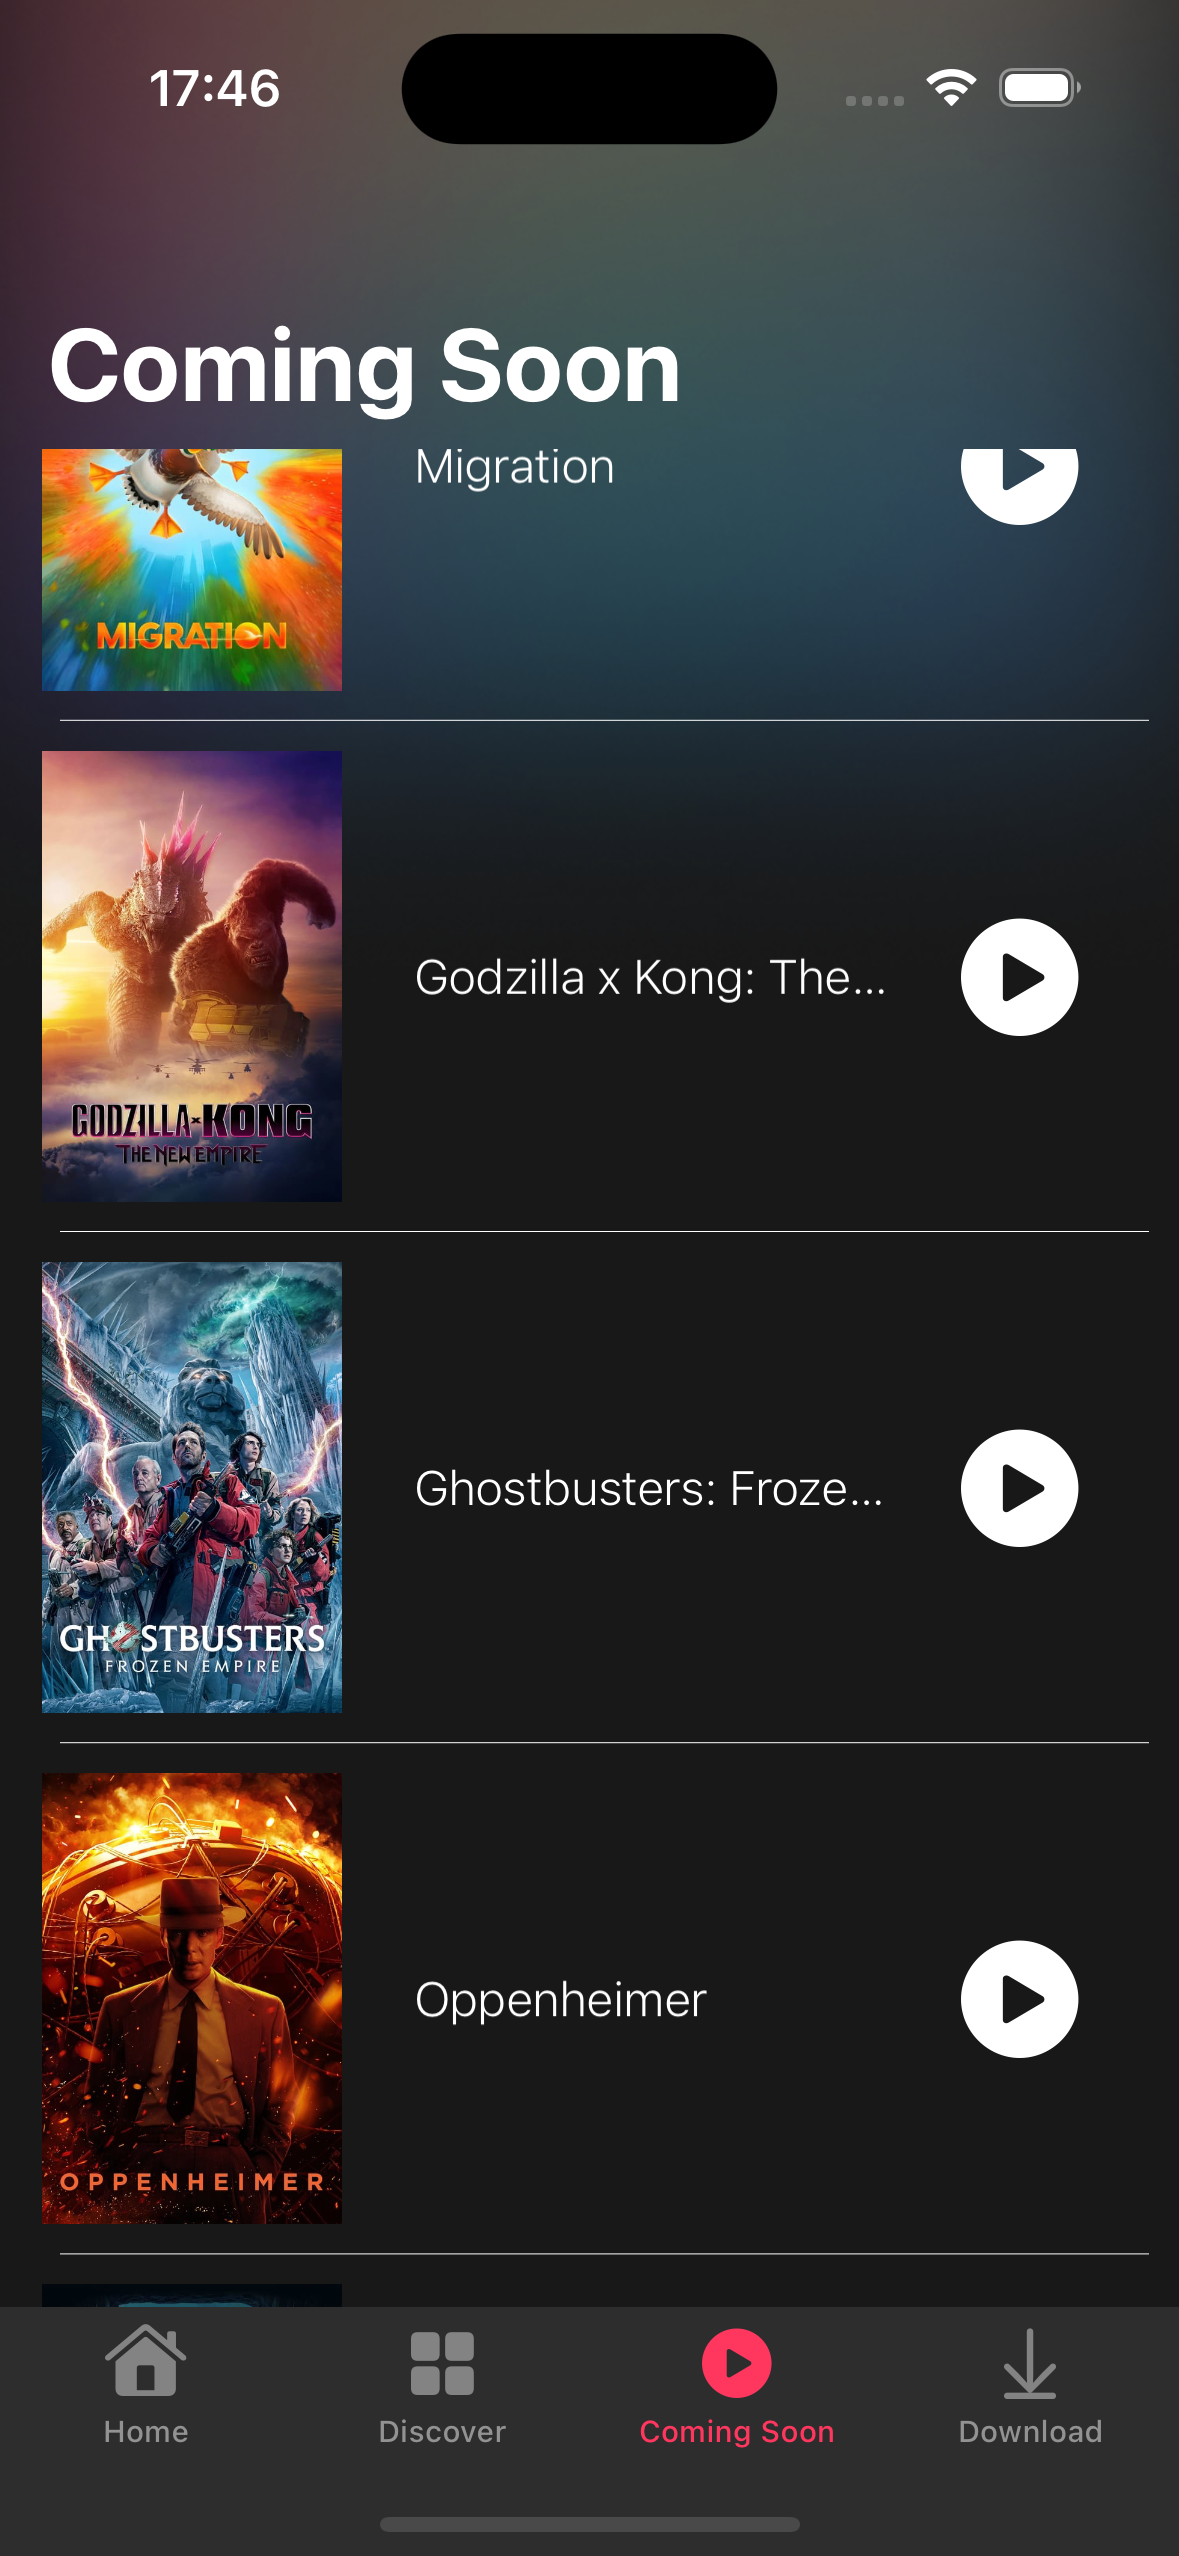 17:46
Coming Soon
Migration
MIGRATION
Godzilla x Kong: The...
GODZILLA x KONG
THE NEW EMPIRE
Ghostbusters: Froze...
GHOSTBUSTERS
FROZEN EMPIRE
Oppenheimer
OPPENHEIMER
Home
Discover
Coming Soon
Download